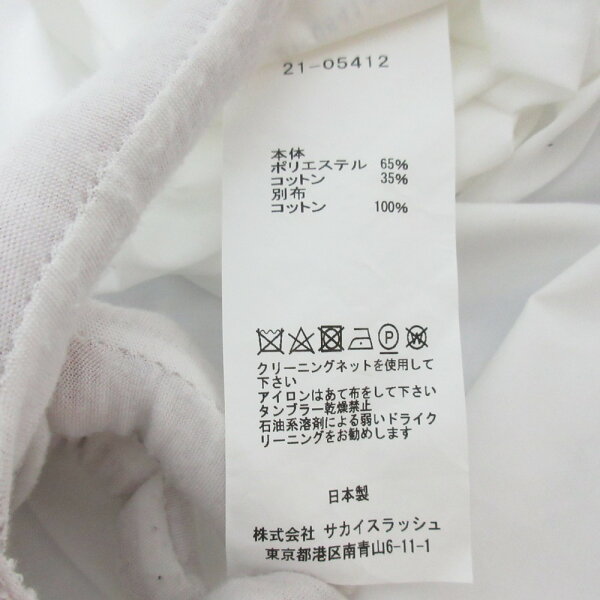 21-05412
本体
ポリエステル 65%
コットン 35%
別布
コットン 100%
クリーニングネットを使用して
下さい
アイロンはあて布をして下さい
タンブラー乾燥禁止
石油系溶剤による弱いドライク
リーニングをお勧めします
日本製
株式会社 サカイスラッシュ
東京都港区南青山6-11-1